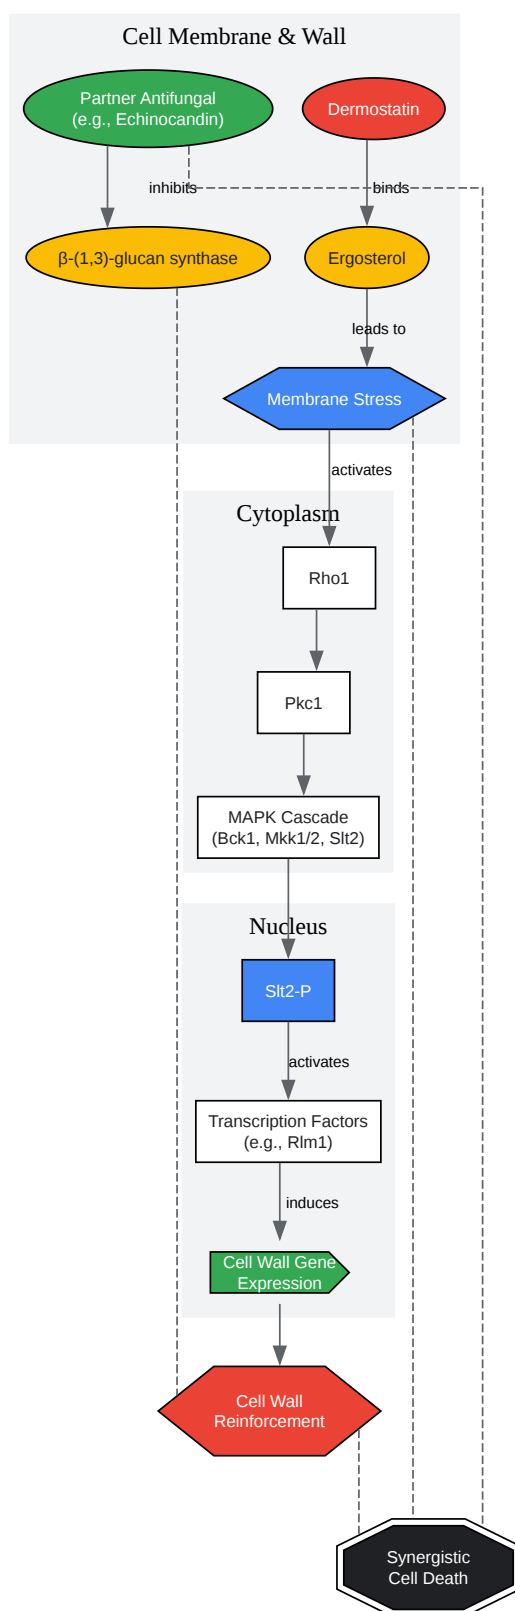 Cell Membrane & Wall
Partner Antifungal
(e.g., Echinocandin)
Dermostatin
inhibits
binds
β-(1,3)-glucan synthase
Ergosterol
leads to
Membrane Stress
activates
Cytoplasm
Rho1
Pkc1
MAPK Cascade
(Bck1, Mkk1/2, Slt2)
Nucleus
Slt2-P
activates
Transcription Factors
(e.g., Rlm1)
induces
Cell Wall Gene
Expression
Cell Wall
Reinforcement
Synergistic
Cell Death